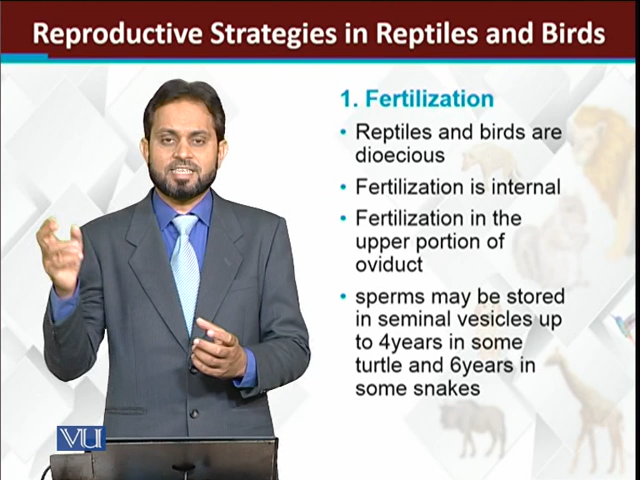 Reproductive Strategies in Reptiles and Birds
1. Fertilization
• Reptiles and birds are
dioecious
• Fertilization is internal
• Fertilization in the
upper portion of
oviduct
• sperms may be stored
in seminal vesicles up
to 4years in some
turtle and 6years in
some snakes
VU